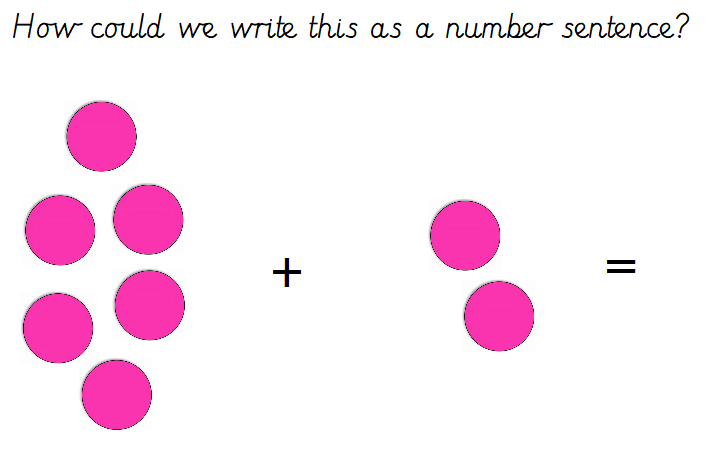 How could we write this as a number sentence?
+ =